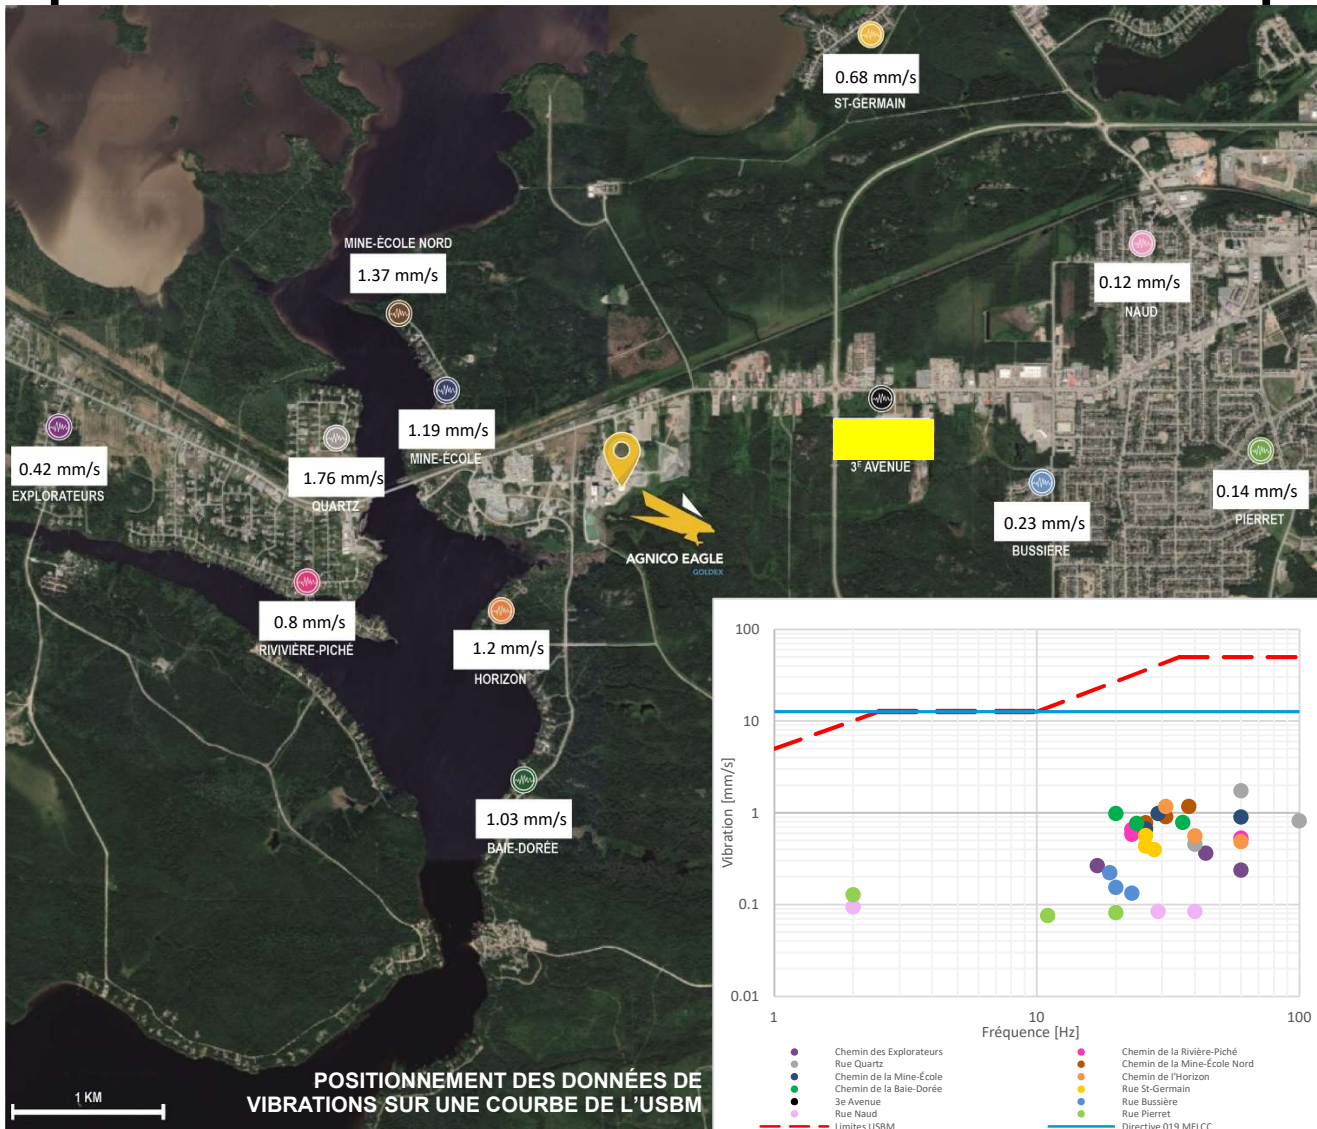 0.68 mm/s
ST-GERMAIN
MINE-ÉCOLE NORD
1.37 mm/s
0.12 mm/s
NAUD
1.19 mm/s
MINE-ÉCOLE
0.42 mm/s
EXPLORATEURS
1.76 mm/s
QUARTZ
3E AVENUE
0.14 mm/s
PIERRET
0.23 mm/s
BUSSIÈRE
AGNICO EAGLE
GOLDEX
0.8 mm/s
RIVIVIÈRE-PICHÉ
1.2 mm/s
HORIZON
1.03 mm/s
BAIE-DORÉE
100
10
1
0.1
0.01
Vibration [mm/s]
1
10
100
Fréquence [Hz]
Chemin des Explorateurs
Chemin de la Rivière-Piché
Rue Quartz
Chemin de la Mine-École Nord
Chemin de la Mine-École
Chemin de l'Horizon
Chemin de la Baie-Dorée
Rue St-Germain
3e Avenue
Rue Bussière
Rue Naud
Rue Pierret
Limites USBM
Directive 019 MELCC
1 KM
POSITIONNEMENT DES DONNÉES DE
VIBRATIONS SUR UNE COURBE DE L'USBM